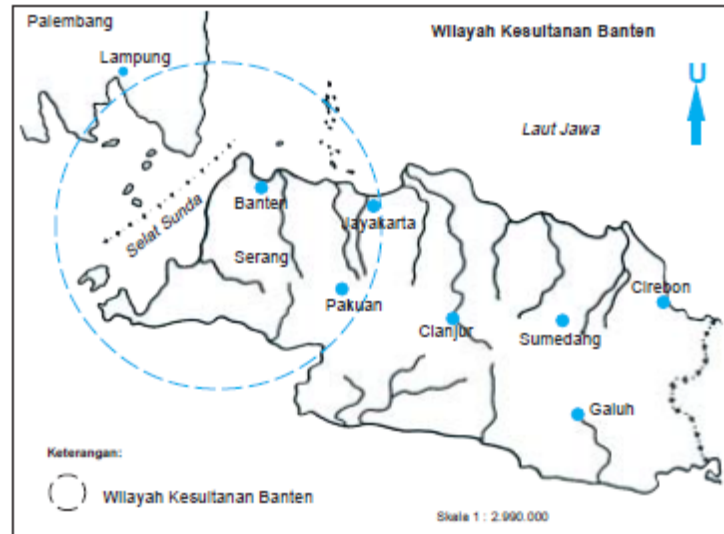 Palembang
Wilayah Kesultanan Banten
Lampung
U
Laut Jawa
Selat Sunda
Banten
Jayakarta
Serang
Pakuan
Cianjur
Sumedang
Cirebon
Galuh
Keterangan:
Wilayah Kesultanan Banten
Skale 1 : 2.990.000